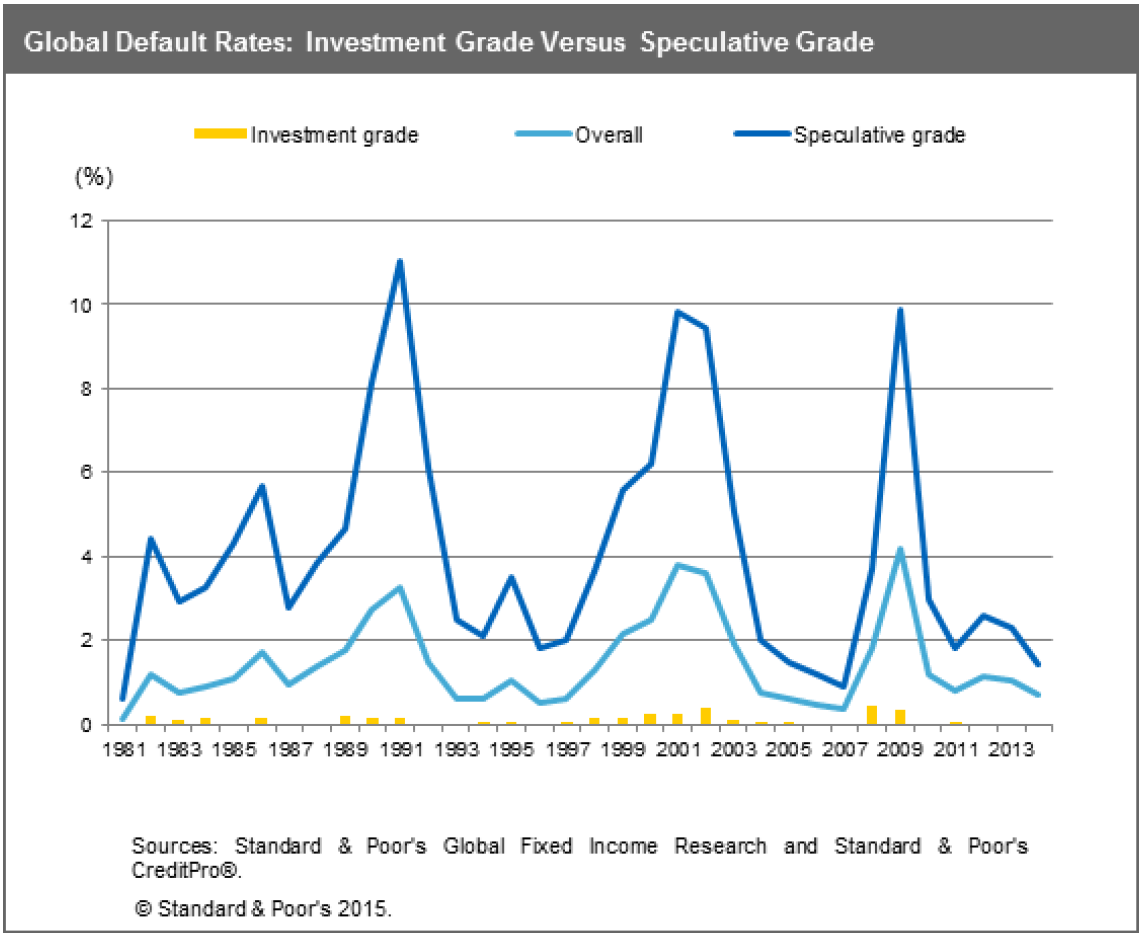 Global Default Rates: Investment Grade Versus Speculative Grade
Investment grade Overall Speculative grade
(%)
12
10
8
6
4
2
0
1981 1983 1985 1987 1989 1991 1993 1995 1997 1999 2001 2003 2005 2007 2009 2011 2013
Sources: Standard & Poor's Global Fixed Income Research and Standard & Poor's
CreditPro®.
© Standard & Poor's 2015.